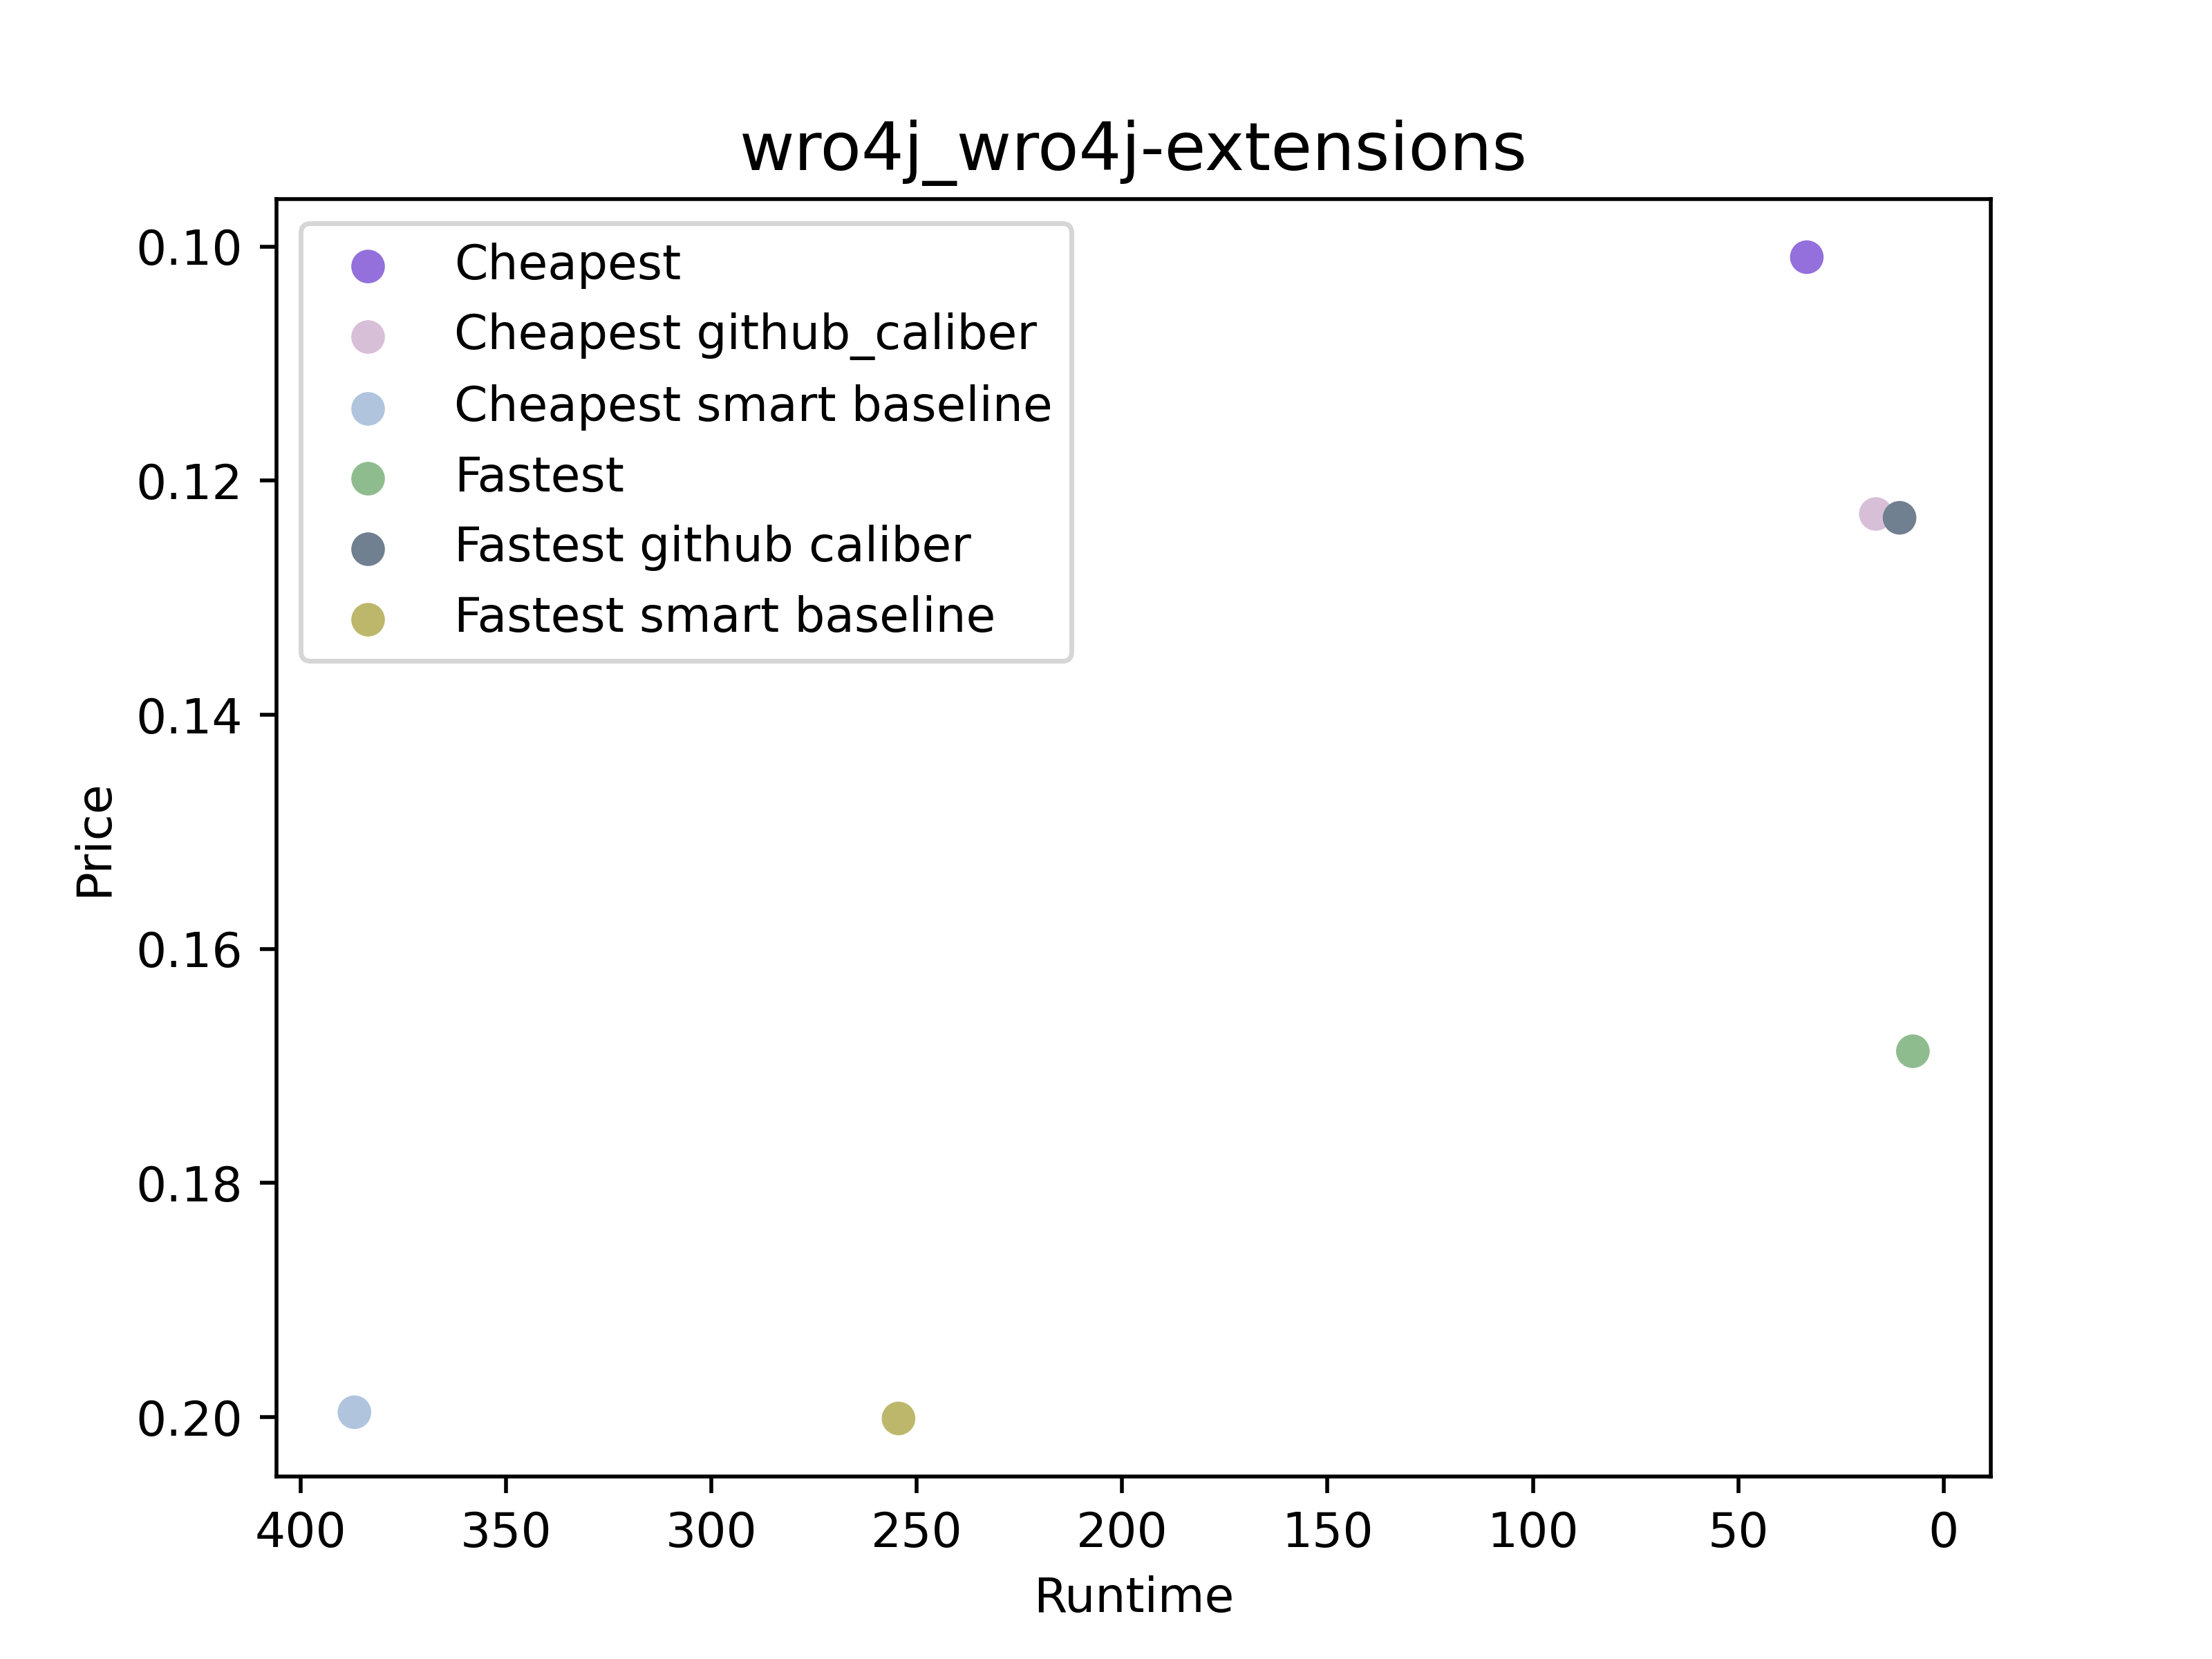 wro4j_wro4j-extensions
Cheapest
Cheapest github_caliber
Cheapest smart baseline
Fastest
Fastest github caliber
Fastest smart baseline
0.10
0.12
0.14
0.16
0.18
0.20
Price
400 350 300 250 200 150 100 50 0
Runtime